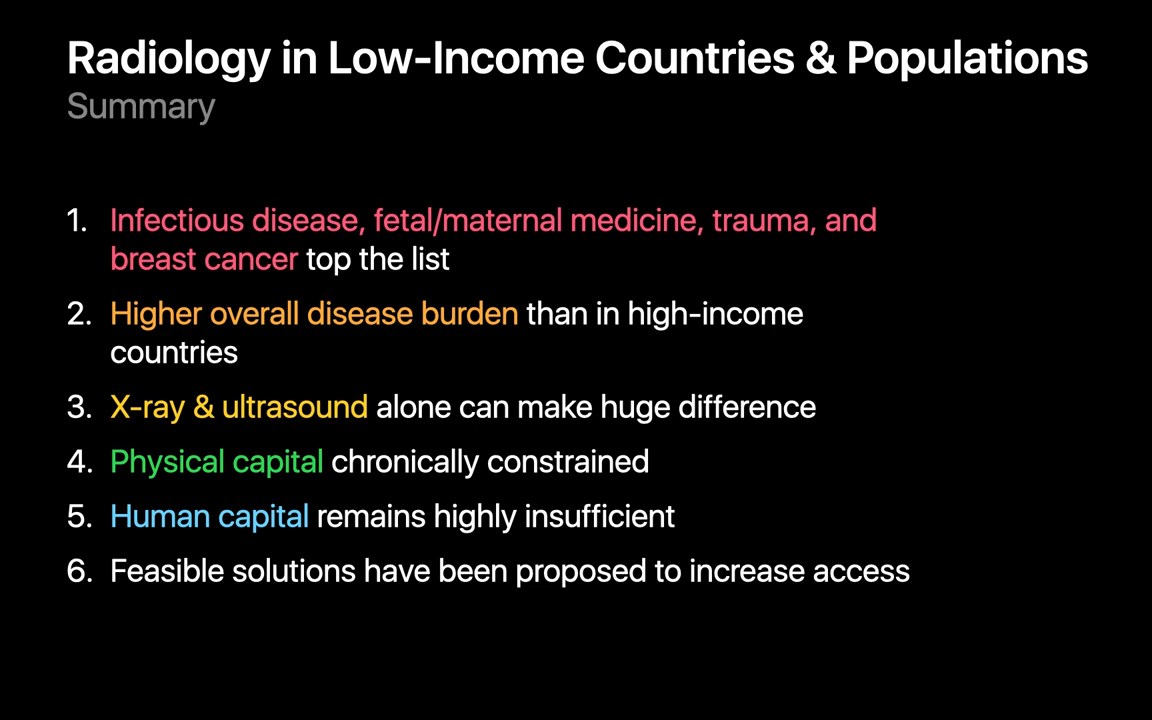 Radiology in Low-Income Countries & Populations
Summary
1. Infectious disease, fetal/maternal medicine, trauma, and
breast cancer top the list
2. Higher overall disease burden than in high-income
countries
3. X-ray & ultrasound alone can make huge difference
4. Physical capital chronically constrained
5. Human capital remains highly insufficient
6. Feasible solutions have been proposed to increase access